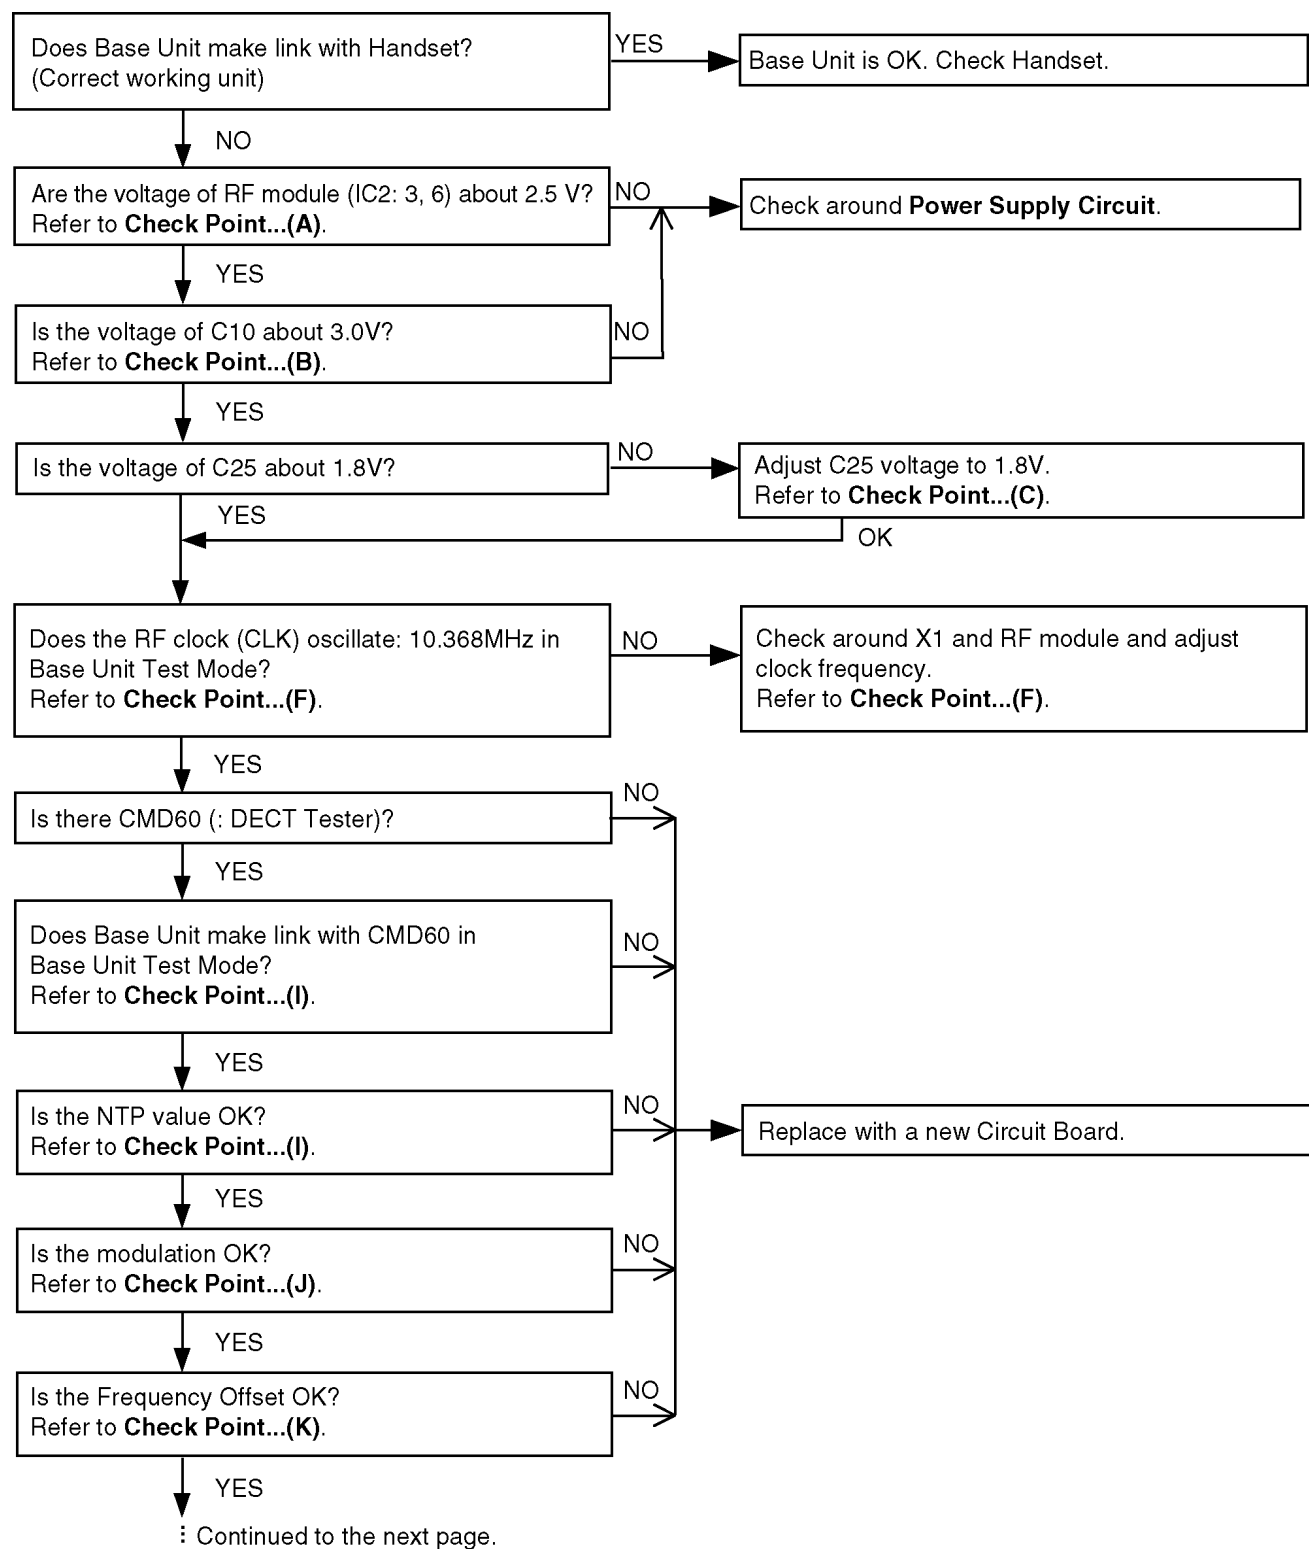 Does Base Unit make link with Handset?
(Correct working unit)
YES
Base Unit is OK. Check Handset.
NO
Are the voltage of RF module (IC2: 3, 6) about 2.5 V?
Refer to Check Point...(A).
NO
Check around Power Supply Circuit.
YES
Is the voltage of C10 about 3.0V?
Refer to Check Point...(B).
NO
YES
Is the voltage of C25 about 1.8V?
NO
Adjust C25 voltage to 1.8V.
Refer to Check Point...(C).
YES
OK
Does the RF clock (CLK) oscillate: 10.368MHz in
Base Unit Test Mode?
Refer to Check Point...(F).
NO
Check around X1 and RF module and adjust
clock frequency.
Refer to Check Point...(F).
YES
Is there CMD60 (: DECT Tester)?
NO
YES
Does Base Unit make link with CMD60 in
Base Unit Test Mode?
Refer to Check Point...(I).
NO
YES
Is the NTP value OK?
Refer to Check Point...(I).
NO
Replace with a new Circuit Board.
YES
Is the modulation OK?
Refer to Check Point...(J).
NO
YES
Is the Frequency Offset OK?
Refer to Check Point...(K).
NO
YES
Continued to the next page.